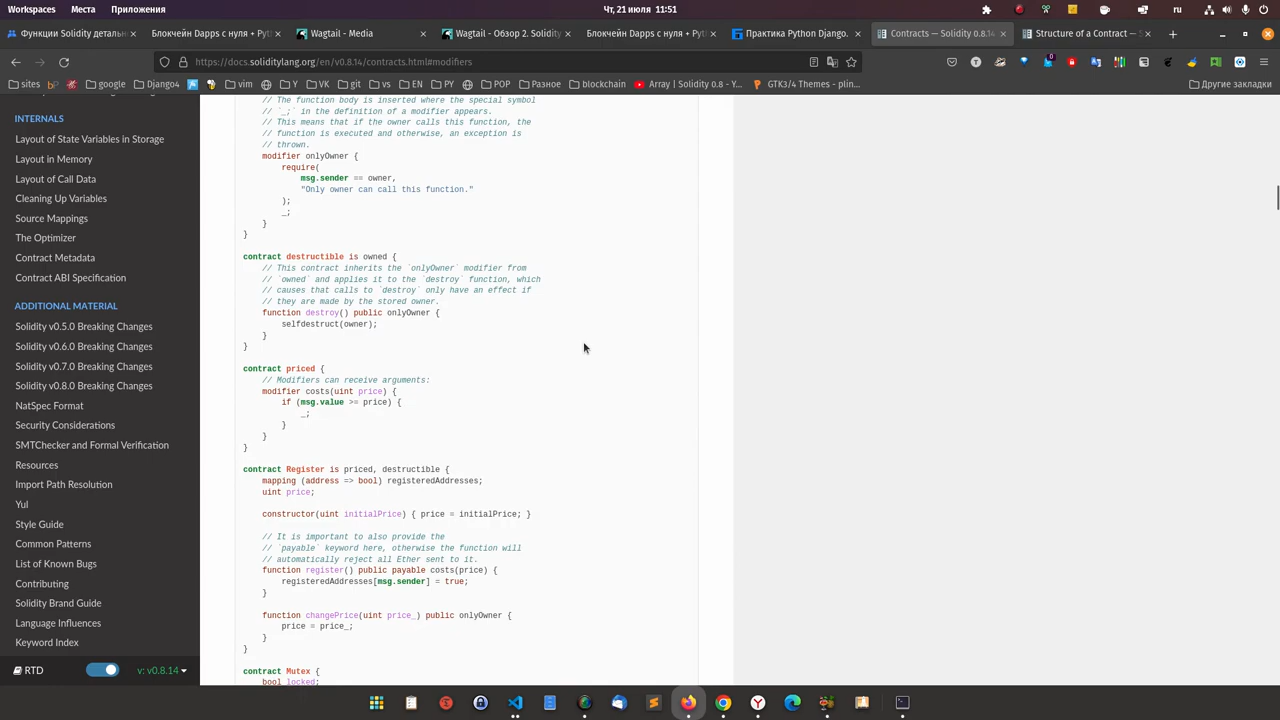 Workspaces Места Приложения Чт, 21 июля 11:51 ru
Функции Solidity деталь
Блокчейн Dapps с нуля + Pyt
Wagtail - Media
Wagtail - Обзор 2. Solidity
Блокчейн Dapps с нуля + Pyt
Практика Python Django.
Contracts — Solidity 0.8.14
Structure of a Contract — S
https://docs.soliditylang.org/en/v0.8.14/contracts.html#modifiers
sites google Django4 vim Y VK git vs EN PY POP Разное blockchain Array | Solidity 0.8 - Y... GTK3/4 Themes - plin... Другие закладки
INTERNALS
Layout of State Variables in Storage
Layout in Memory
Layout of Call Data
Cleaning Up Variables
Source Mappings
The Optimizer
Contract Metadata
Contract ABI Specification
ADDITIONAL MATERIAL
Solidity v0.5.0 Breaking Changes
Solidity v0.6.0 Breaking Changes
Solidity v0.7.0 Breaking Changes
Solidity v0.8.0 Breaking Changes
NatSpec Format
Security Considerations
SMTChecker and Formal Verification
Resources
Import Path Resolution
Yul
Style Guide
Common Patterns
List of Known Bugs
Contributing
Solidity Brand Guide
Language Influences
Keyword Index
RTD v: v0.8.14
// The function body is inserted where the special symbol
// `_;` in the definition of a modifier appears.
// This means that if the owner calls this function, the
// function is executed and otherwise, an exception is
// thrown.
modifier onlyOwner {
require(
msg.sender == owner,
"Only owner can call this function."
);
_;
}
}
contract destructible is owned {
// This contract inherits the `onlyOwner` modifier from
// `owned` and applies it to the `destroy` function, which
// causes that calls to `destroy` only have an effect if
// they are made by the stored owner.
function destroy() public onlyOwner {
selfdestruct(owner);
}
}
contract priced {
// Modifiers can receive arguments:
modifier costs(uint price) {
if (msg.value >= price) {
_;
}
}
}
contract Register is priced, destructible {
mapping (address => bool) registeredAddresses;
uint price;
constructor(uint initialPrice) { price = initialPrice; }
// It is important to also provide the
// `payable` keyword here, otherwise the function will
// automatically reject all Ether sent to it.
function register() public payable costs(price) {
registeredAddresses[msg.sender] = true;
}
function changePrice(uint price_) public onlyOwner {
price = price_;
}
}
contract Mutex {
bool locked;